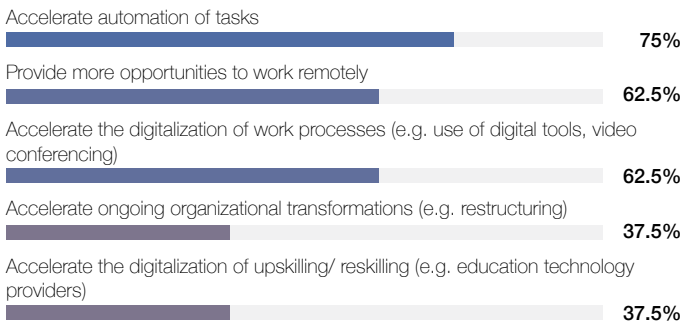 Accelerate automation of tasks
75%
Provide more opportunities to work remotely
62.5%
Accelerate the digitalization of work processes (e.g. use of digital tools, video
conferencing)
62.5%
Accelerate ongoing organizational transformations (e.g. restructuring)
37.5%
Accelerate the digitalization of upskilling/ reskilling (e.g. education technology
providers)
37.5%